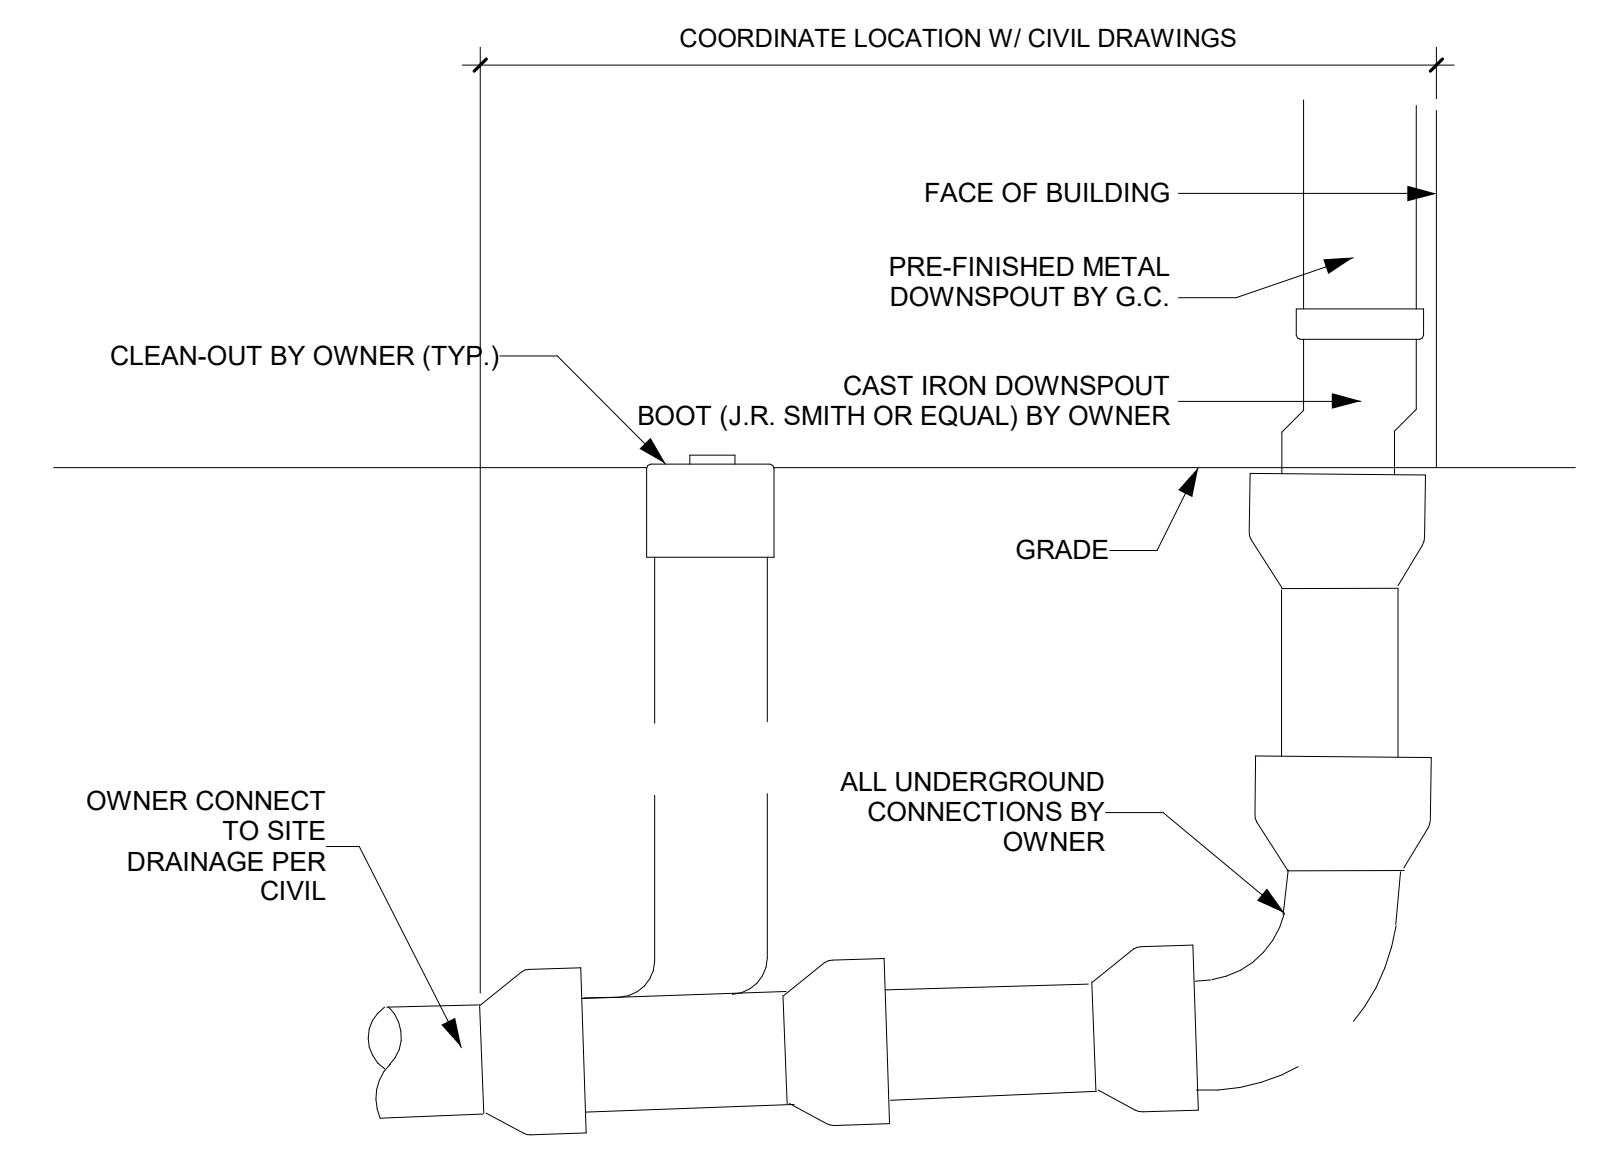 COORDINATE LOCATION W/ CIVIL DRAWINGS
FACE OF BUILDING
PRE-FINISHED METAL
DOWNSPOUT BY G.C.
CLEAN-OUT BY OWNER (TYP.)
CAST IRON DOWNSPOUT
BOOT (J.R. SMITH OR EQUAL) BY OWNER
GRADE
ALL UNDERGROUND
CONNECTIONS BY
OWNER
OWNER CONNECT
TO SITE
DRAINAGE PER
CIVIL